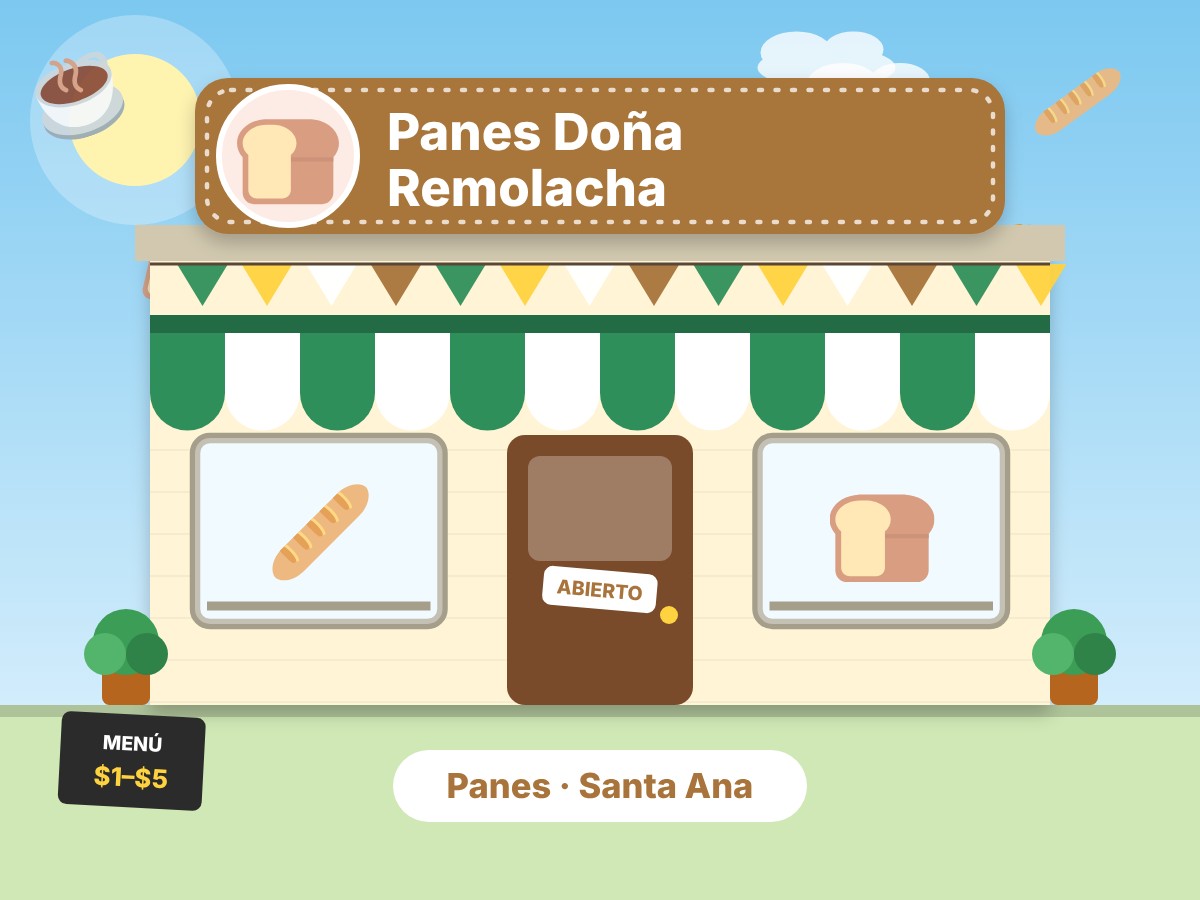 Panes Doña
Remolacha
ABIERTO
MENÚ
$1–$5
Panes · Santa Ana